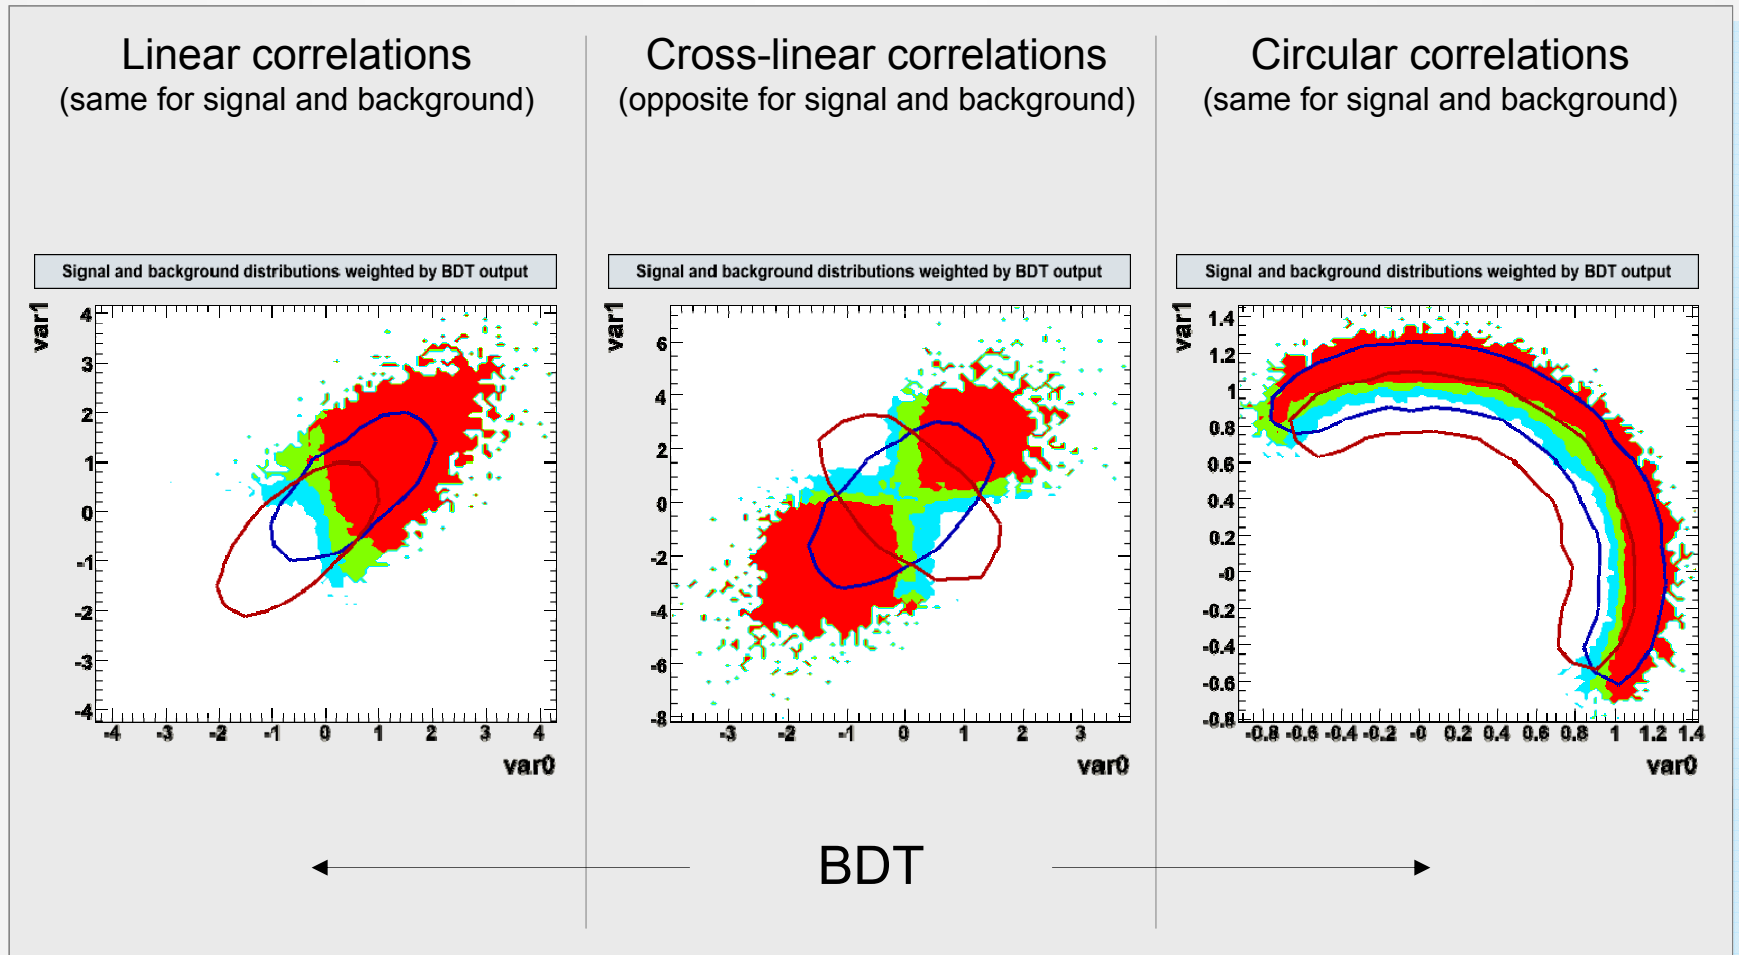 Linear correlations
(same for signal and background)
Cross-linear correlations
(opposite for signal and background)
Circular correlations
(same for signal and background)
Signal and background distributions weighted by BDT output
var1
4
3
2
1
0
-1
-2
-3
-4
-4 -3 -2 -1 0 1 2 3 4
var0
Signal and background distributions weighted by BDT output
var1
6
4
2
0
-2
-4
-6
-8
-3 -2 -1 0 1 2 3
var0
Signal and background distributions weighted by BDT output
var1
1.4
1.2
1
0.8
0.6
0.4
0.2
-0
-0.2
-0.4
-0.6
-0.8
-0.8 -0.6 -0.4 -0.2 -0 0.2 0.4 0.6 0.8 1 1.2 1.4
var0
BDT